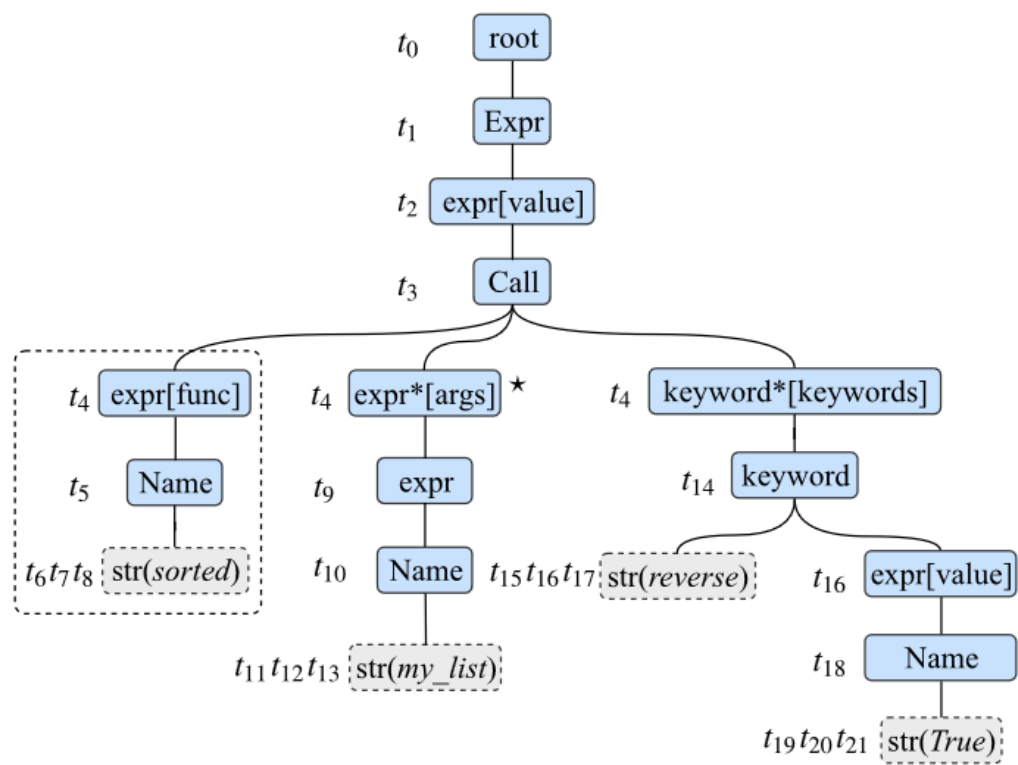 t0 root
t1 Expr
t2 expr[value]
t3 Call
t4 expr[func] t4 expr*[args] ★ t4 keyword*[keywords]
t5 Name t9 expr t14 keyword
t6 t7 t8 str(sorted) t10 Name t15 t16 t17 str(reverse) t16 expr[value]
t11 t12 t13 str(my_list) t18 Name
t19 t20 t21 str(True)